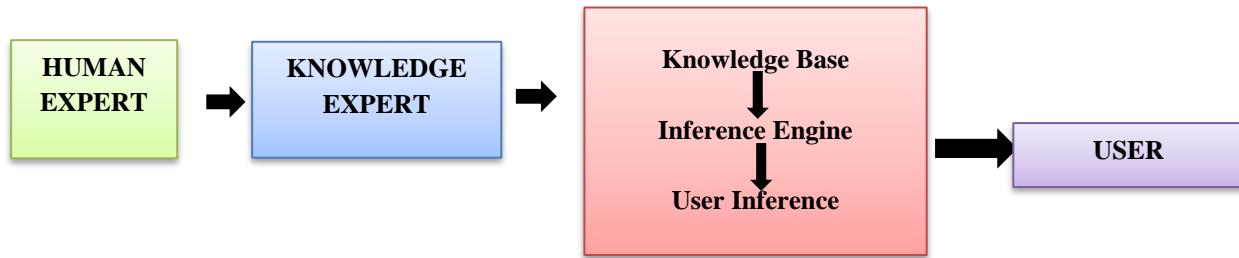 HUMAN
EXPERT
KNOWLEDGE
EXPERT
Knowledge Base
Inference Engine
User Inference
USER